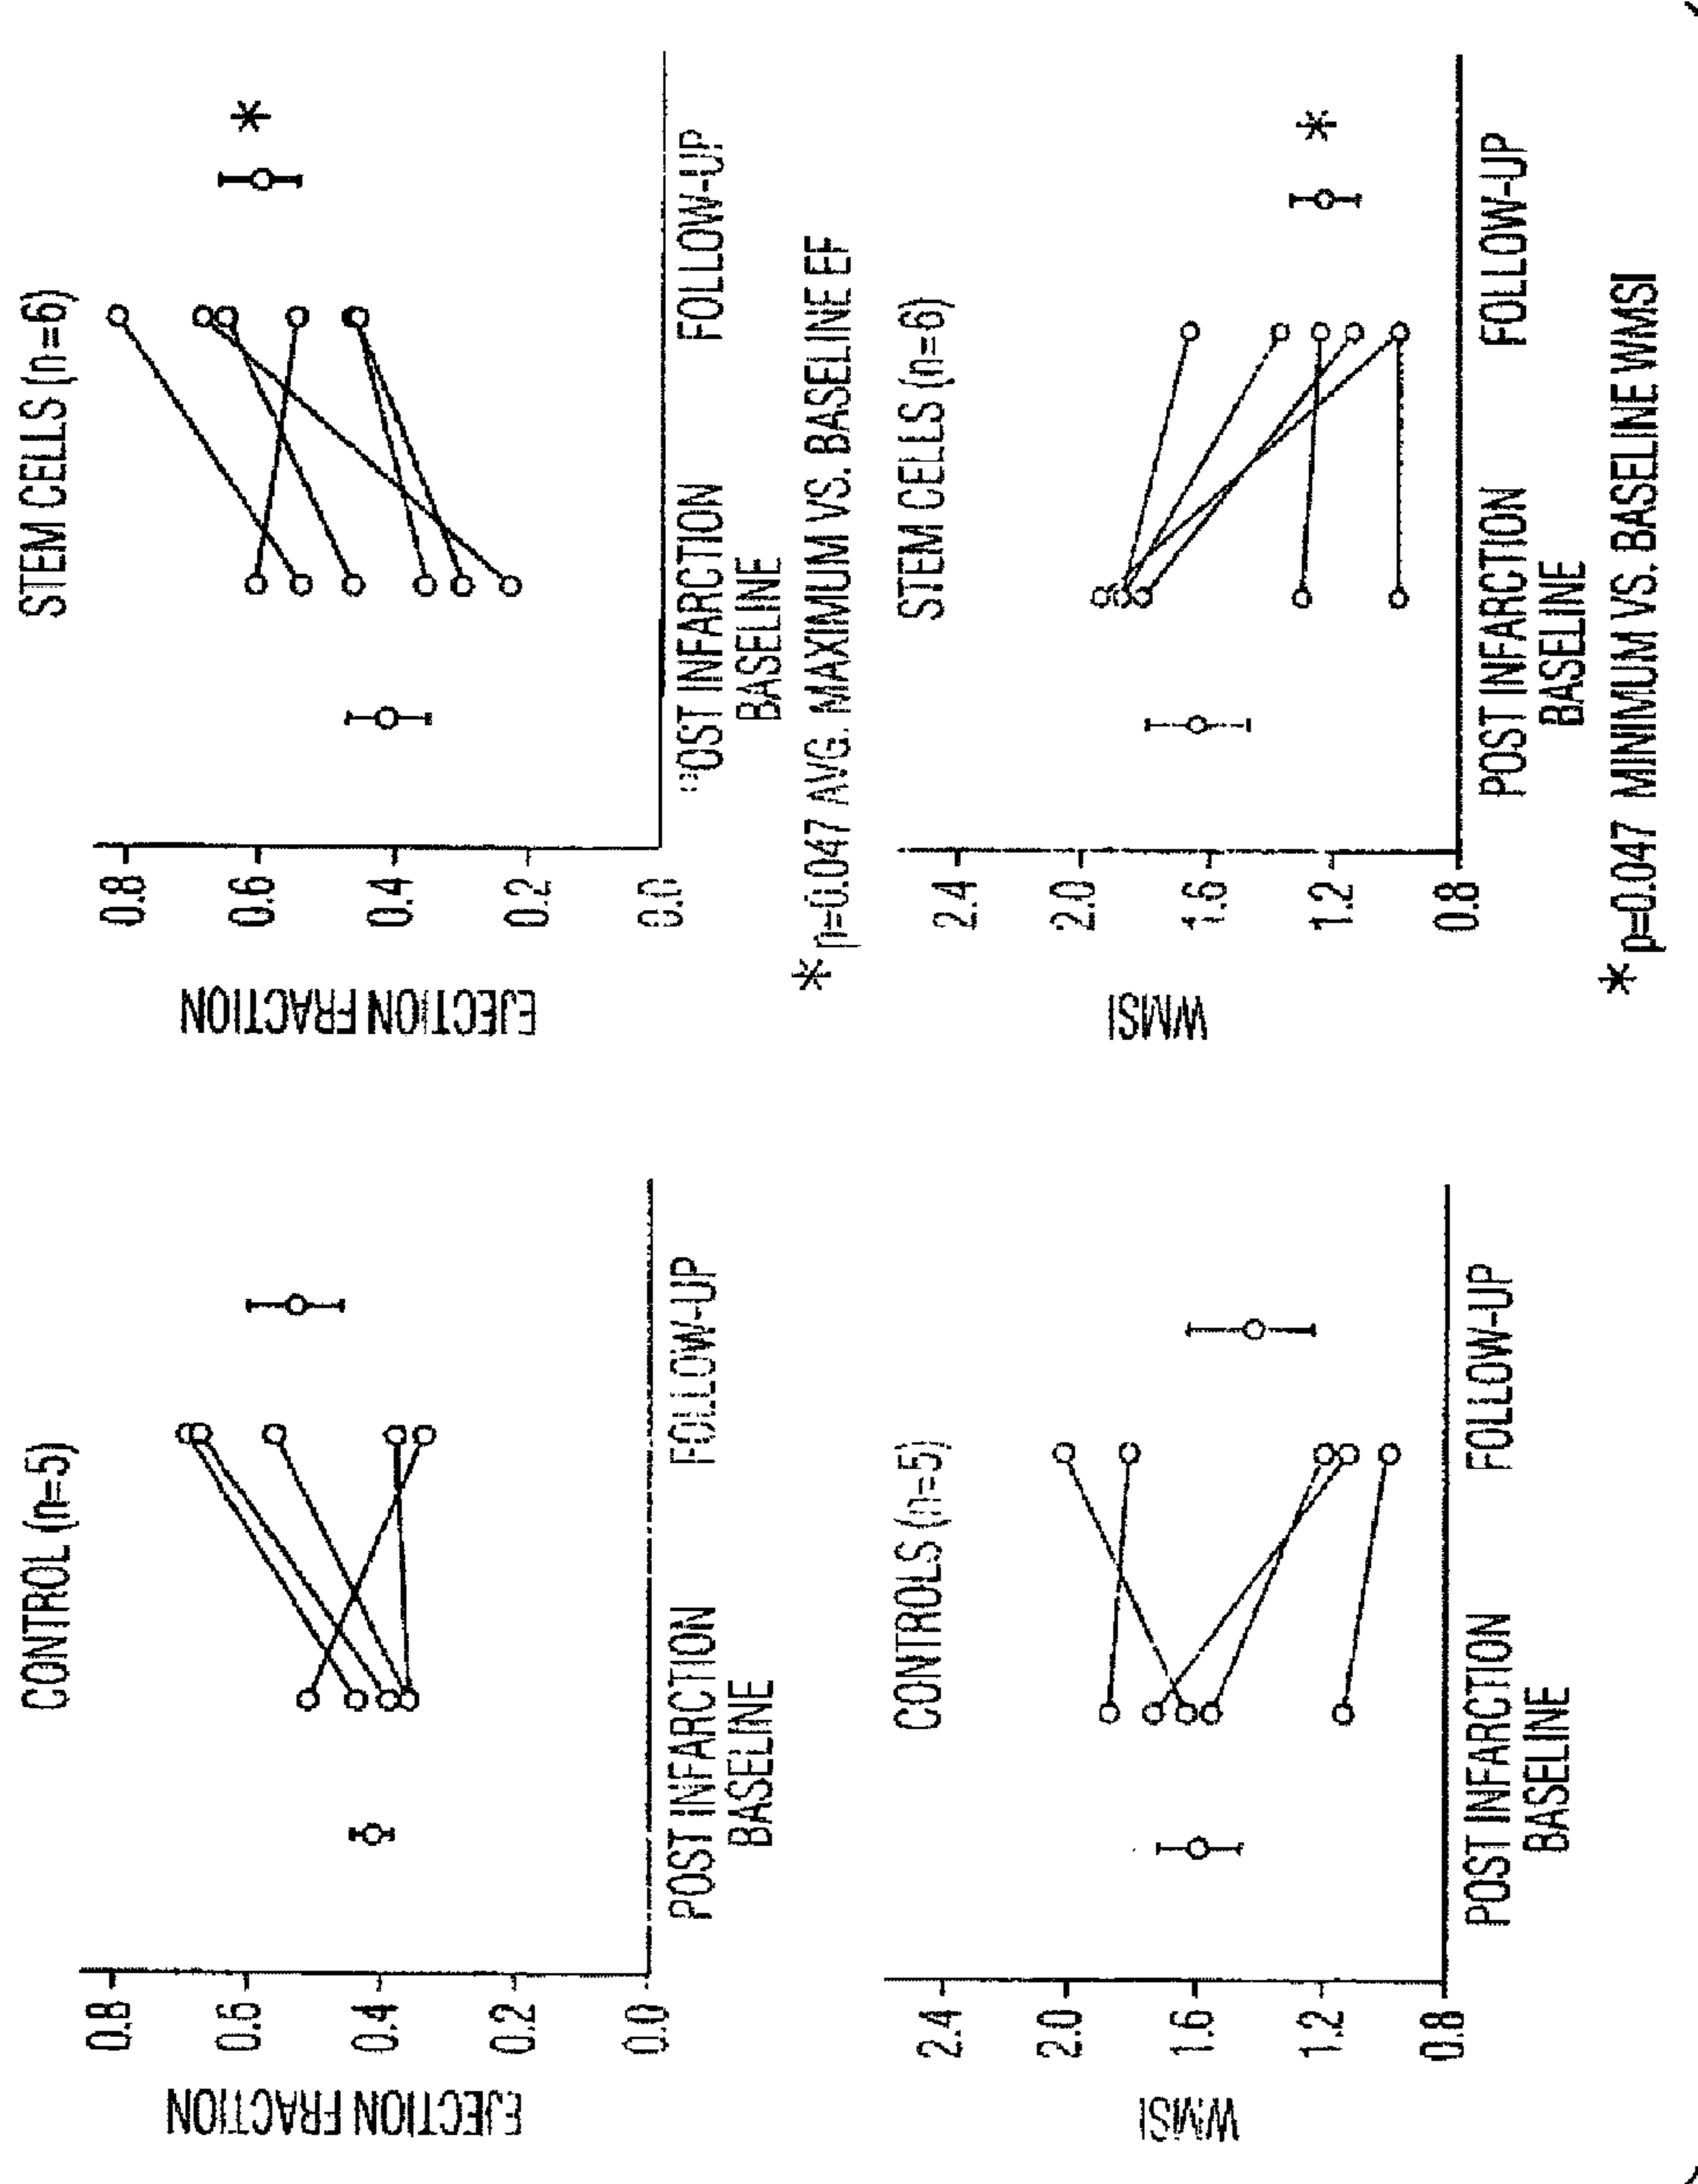 CONTROL (n=5)
EJECTION FRACTION
0.8
0.6
0.4
0.2
0.0
POST INFARCTION
BASELINE
FOLLOW-UP
STEM CELLS (n=6)
EJECTION FRACTION
0.8
0.6
0.4
0.2
0.0
POST INFARCTION
BASELINE
FOLLOW-UP
*
* p=0.047 AVG. MAXIMUM VS. BASELINE EF
CONTROLS (n=5)
WMSI
2.4
2.0
1.6
1.2
0.8
POST INFARCTION
BASELINE
FOLLOW-UP
STEM CELLS (n=6)
WMSI
2.4
2.0
1.6
1.2
0.8
POST INFARCTION
BASELINE
FOLLOW-UP
*
* p=0.047 MINIMUM VS. BASELINE WMSI